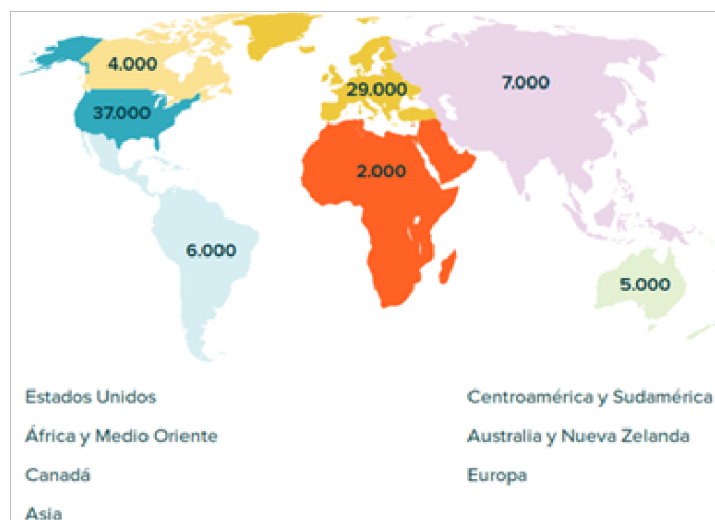 4.000
29.000
7.000
37.000
2.000
6.000
5.000
Estados Unidos
África y Medio Oriente
Canadá
Asia
Centroamérica y Sudamérica
Australia y Nueva Zelanda
Europa